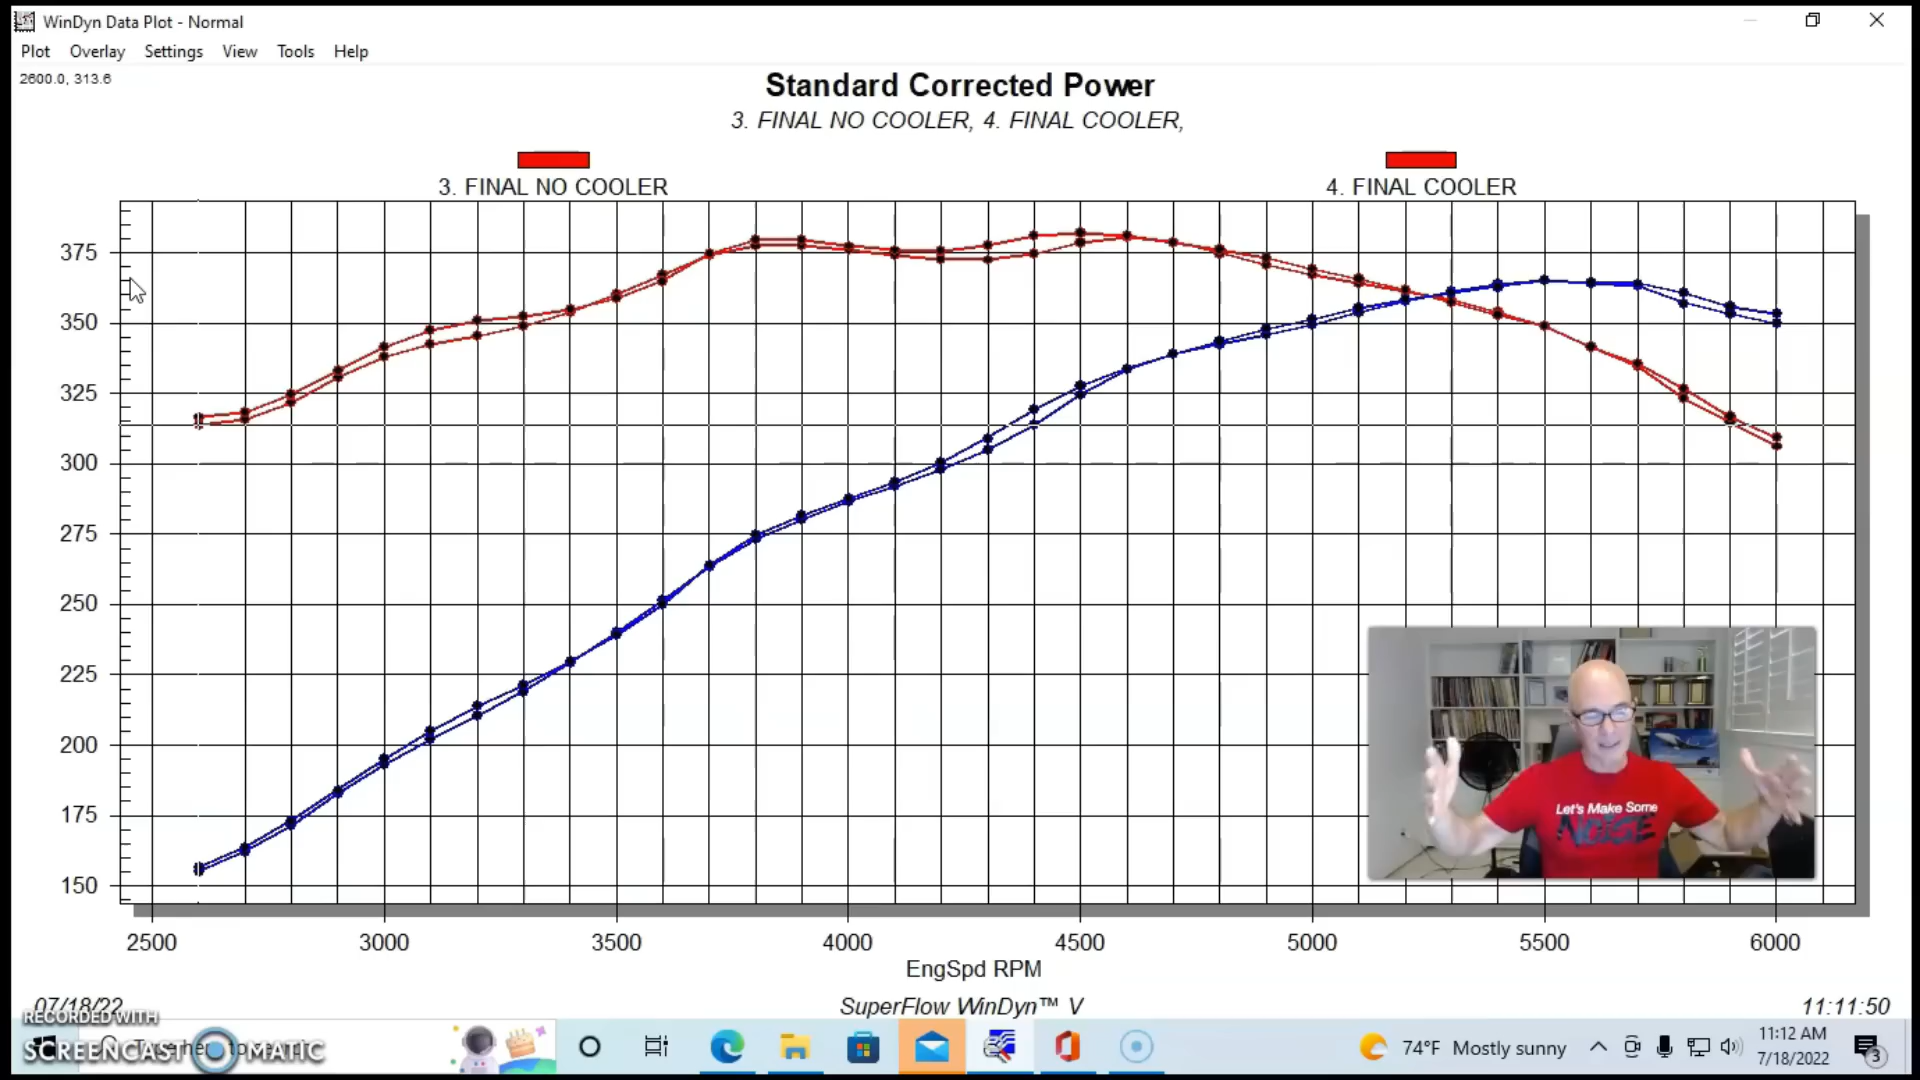 WinDyn Data Plot - Normal
Plot Overlay Settings View Tools Help
2600.0, 313.6
Standard Corrected Power
3. FINAL NO COOLER, 4. FINAL COOLER,
3. FINAL NO COOLER
4. FINAL COOLER
375
350
325
300
275
250
225
200
175
150
Let's Make Some
NOISE
2500 3000 3500 4000 4500 5000 5500 6000
EngSpd RPM
07/18/22
SuperFlow WinDyn™ V
11:11:50
RECORDED WITH
SCREENCAST MATIC
74°F Mostly sunny
11:12 AM
7/18/2022
3